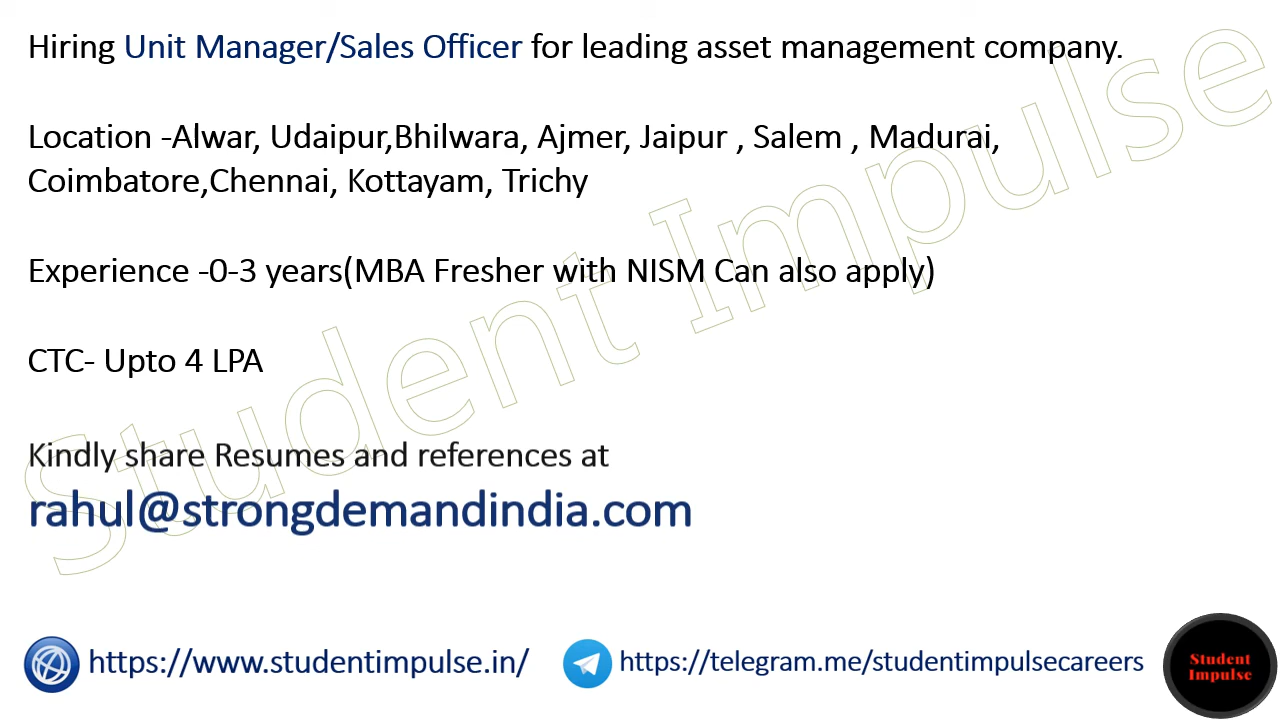 Hiring Unit Manager/Sales Officer for leading asset management company.
Location -Alwar, Udaipur,Bhilwara, Ajmer, Jaipur , Salem , Madurai,
Coimbatore,Chennai, Kottayam, Trichy
Experience -0-3 years(MBA Fresher with NISM Can also apply)
CTC- Upto 4 LPA
Kindly share Resumes and references at
rahul@strongdemandindia.com
Student Impulse
https://www.studentimpulse.in/
https://telegram.me/studentimpulsecareers
Student
Impulse